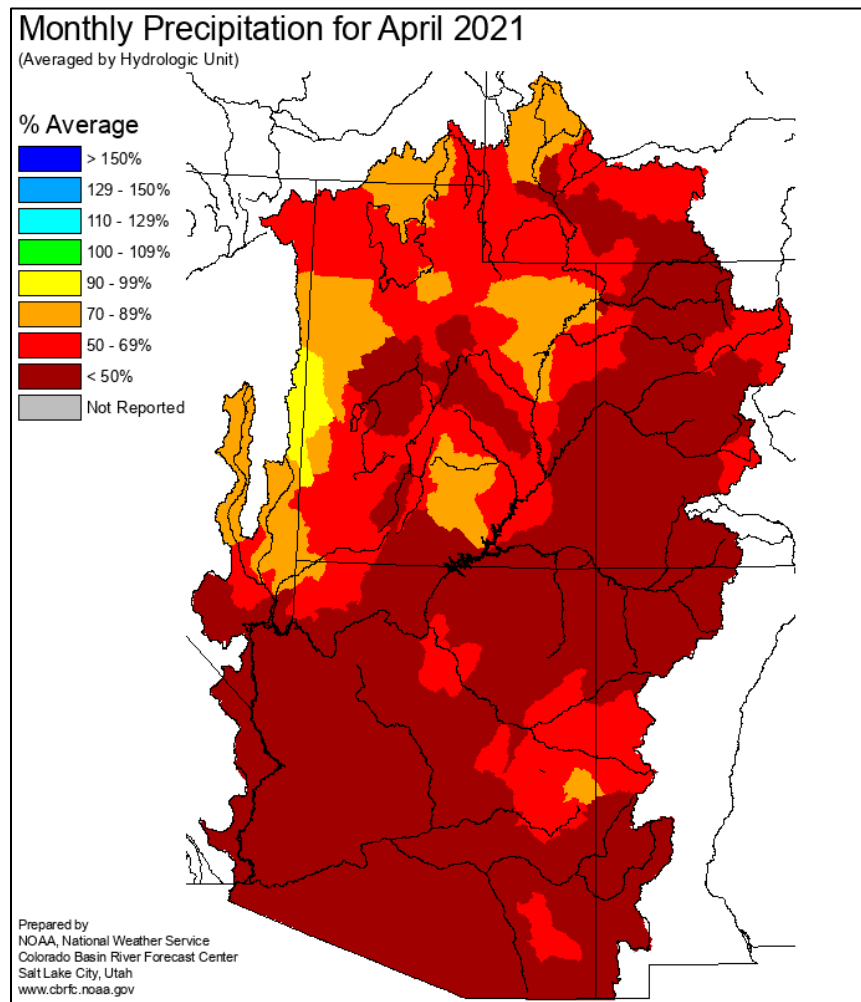 Monthly Precipitation for April 2021
(Averaged by Hydrologic Unit)
% Average
> 150%
129 - 150%
110 - 129%
100 - 109%
90 - 99%
70 - 89%
50 - 69%
< 50%
Not Reported
Prepared by
NOAA, National Weather Service
Colorado Basin River Forecast Center
Salt Lake City, Utah
www.cbrfc.noaa.gov